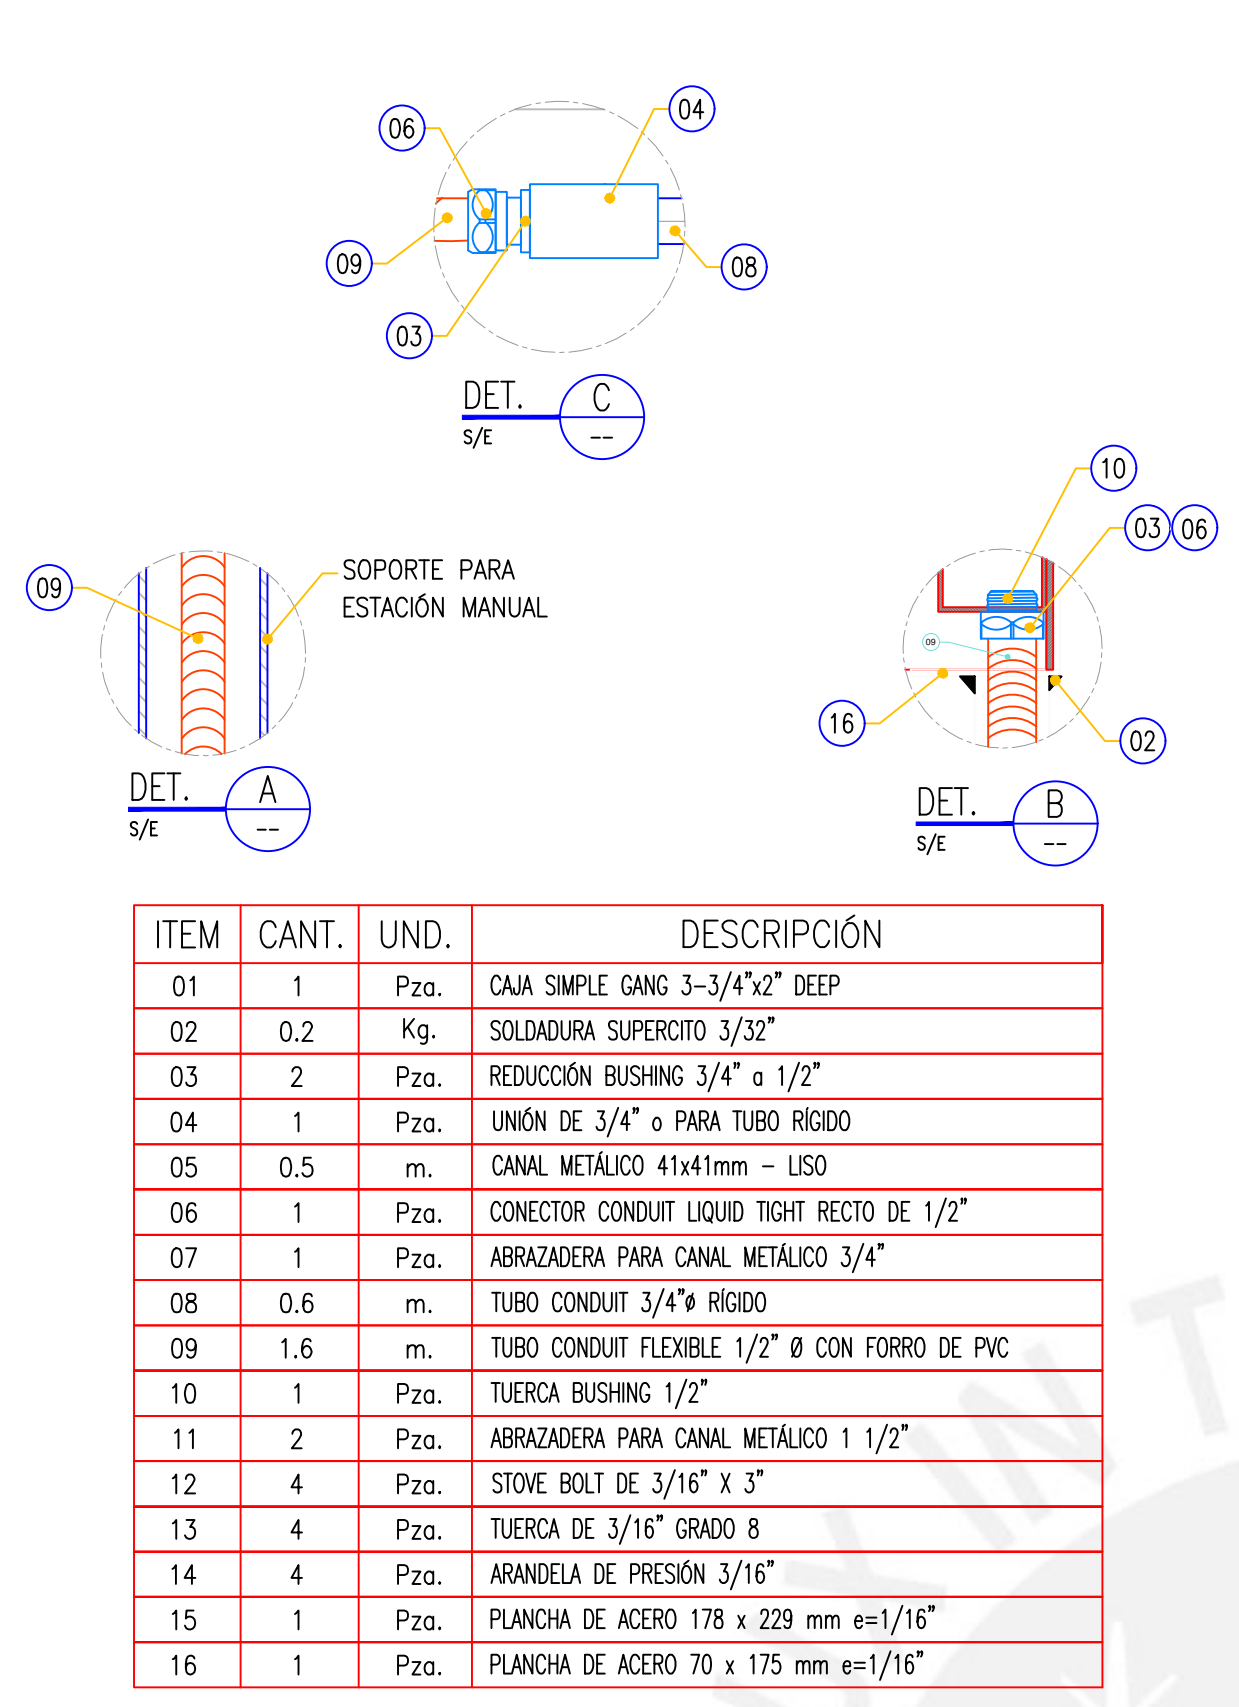 04
06
09
08
03
DET. C
S/E --
10
03 06
09
SOPORTE PARA
ESTACIÓN MANUAL
09
16
02
DET. A
S/E --
DET. B
S/E --
ITEM CANT. UND. DESCRIPCIÓN
01 1 Pza. CAJA SIMPLE GANG 3-3/4"x2" DEEP
02 0.2 Kg. SOLDADURA SUPERCITO 3/32"
03 2 Pza. REDUCCIÓN BUSHING 3/4" a 1/2"
04 1 Pza. UNIÓN DE 3/4" o PARA TUBO RÍGIDO
05 0.5 m. CANAL METÁLICO 41x41mm - LISO
06 1 Pza. CONECTOR CONDUIT LIQUID TIGHT RECTO DE 1/2"
07 1 Pza. ABRAZADERA PARA CANAL METÁLICO 3/4"
08 0.6 m. TUBO CONDUIT 3/4"ø RÍGIDO
09 1.6 m. TUBO CONDUIT FLEXIBLE 1/2" Ø CON FORRO DE PVC
10 1 Pza. TUERCA BUSHING 1/2"
11 2 Pza. ABRAZADERA PARA CANAL METÁLICO 1 1/2"
12 4 Pza. STOVE BOLT DE 3/16" X 3"
13 4 Pza. TUERCA DE 3/16" GRADO 8
14 4 Pza. ARANDELA DE PRESIÓN 3/16"
15 1 Pza. PLANCHA DE ACERO 178 x 229 mm e=1/16"
16 1 Pza. PLANCHA DE ACERO 70 x 175 mm e=1/16"